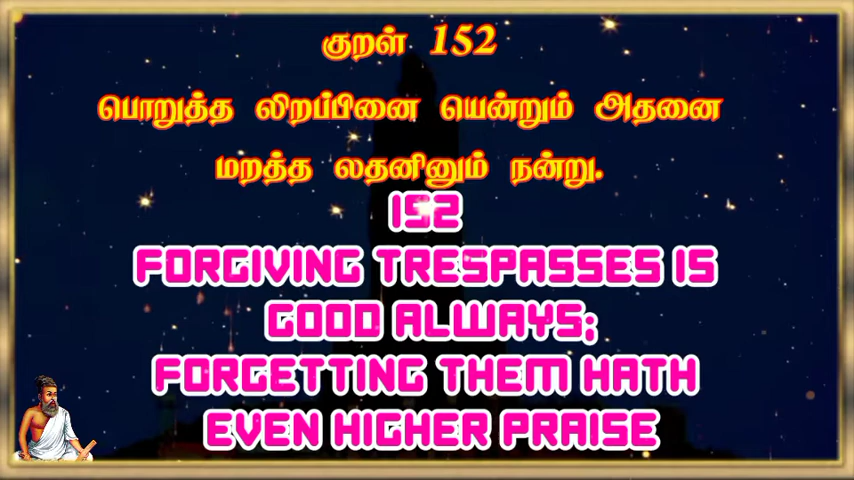 குறள் 152
பொறுத்த லிறப்பினை யென்றும் அதனை
மறத்த லதனினும் நன்று.
152
FORGIVING TRESPASSES IS
GOOD ALWAYS;
FORGETTING THEM HATH
EVEN HIGHER PRAISE